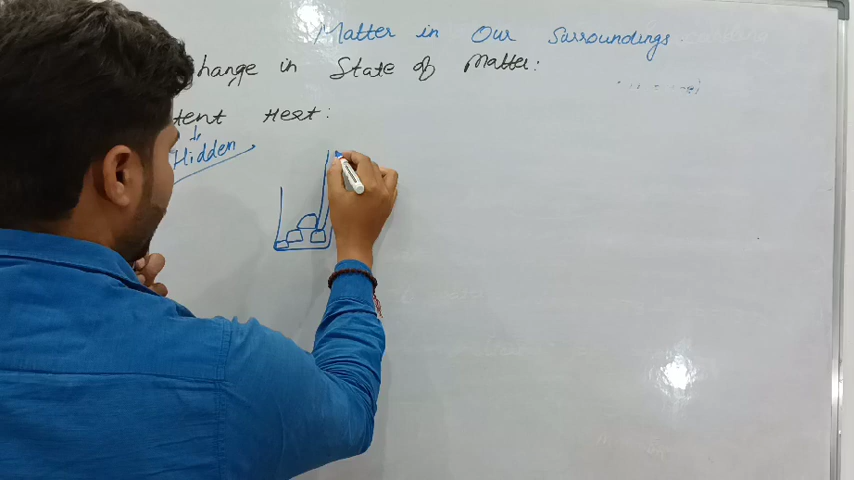 Matter in Our Surroundings
hange in State of Matter:
tent Heat:
Hidden